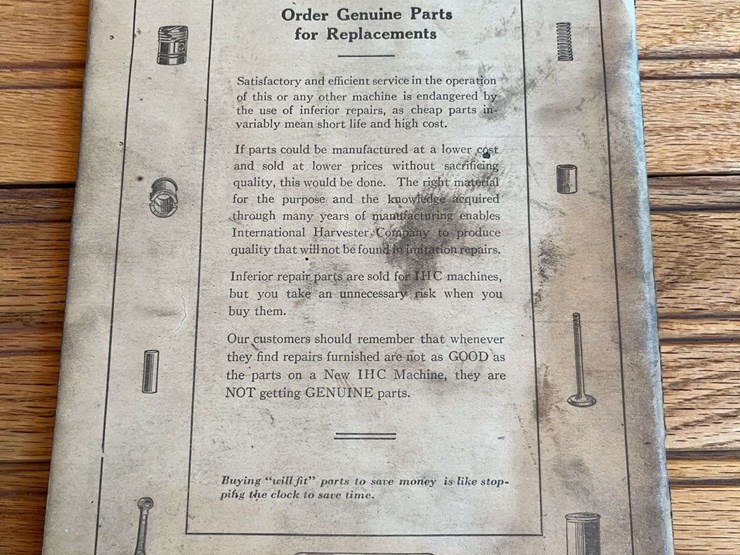 Order Genuine Parts
for Replacements
Satisfactory and efficient service in the operation
of this or any other machine is endangered by
the use of inferior repairs, as cheap parts in-
variably mean short life and high cost.
If parts could be manufactured at a lower cost
and sold at lower prices without sacrificing
quality, this would be done. The right material
for the purpose and the knowledge acquired
through many years of manufacturing enables
International Harvester Company to produce
quality that will not be found in imitation repairs.
Inferior repair parts are sold for IHC machines,
but you take an unnecessary risk when you
buy them.
Our customers should remember that whenever
they find repairs furnished are not as GOOD as
the parts on a New IHC Machine, they are
NOT getting GENUINE parts.
Buying "will fit" parts to save money is like stop-
ping the clock to save time.